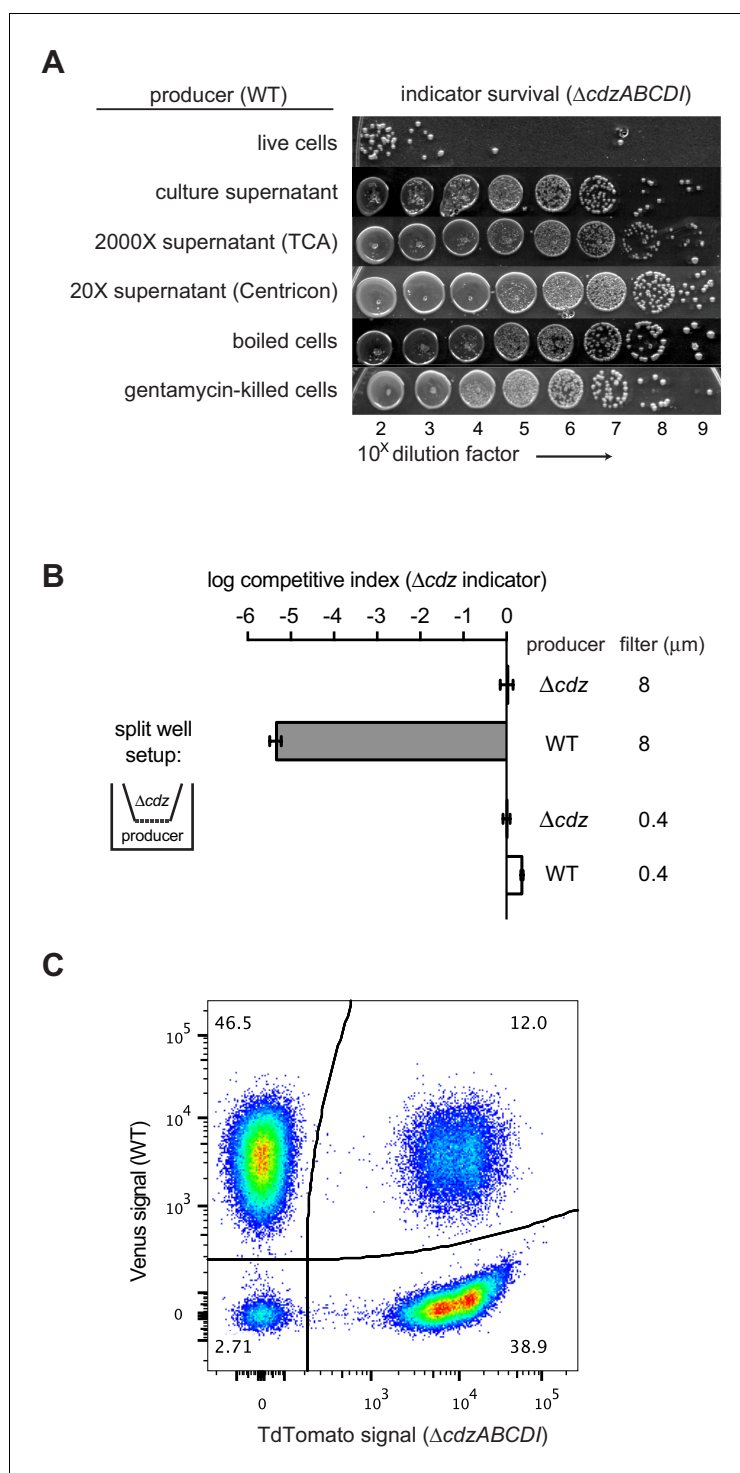 A
producer (WT) indicator survival (ΔcdzABCDI)
live cells
culture supernatant
2000X supernatant (TCA)
20X supernatant (Centricon)
boiled cells
gentamycin-killed cells
2 3 4 5 6 7 8 9
10^X dilution factor
B
log competitive index (Δcdz indicator)
-6 -5 -4 -3 -2 -1 0
producer filter (μm)
Δcdz 8
WT 8
Δcdz 0.4
WT 0.4
split well
setup:
Δcdz
producer
C
46.5 12.0
2.71 38.9
Venus signal (WT)
10^5
10^4
10^3
0
0 10^3 10^4 10^5
TdTomato signal (ΔcdzABCDI)